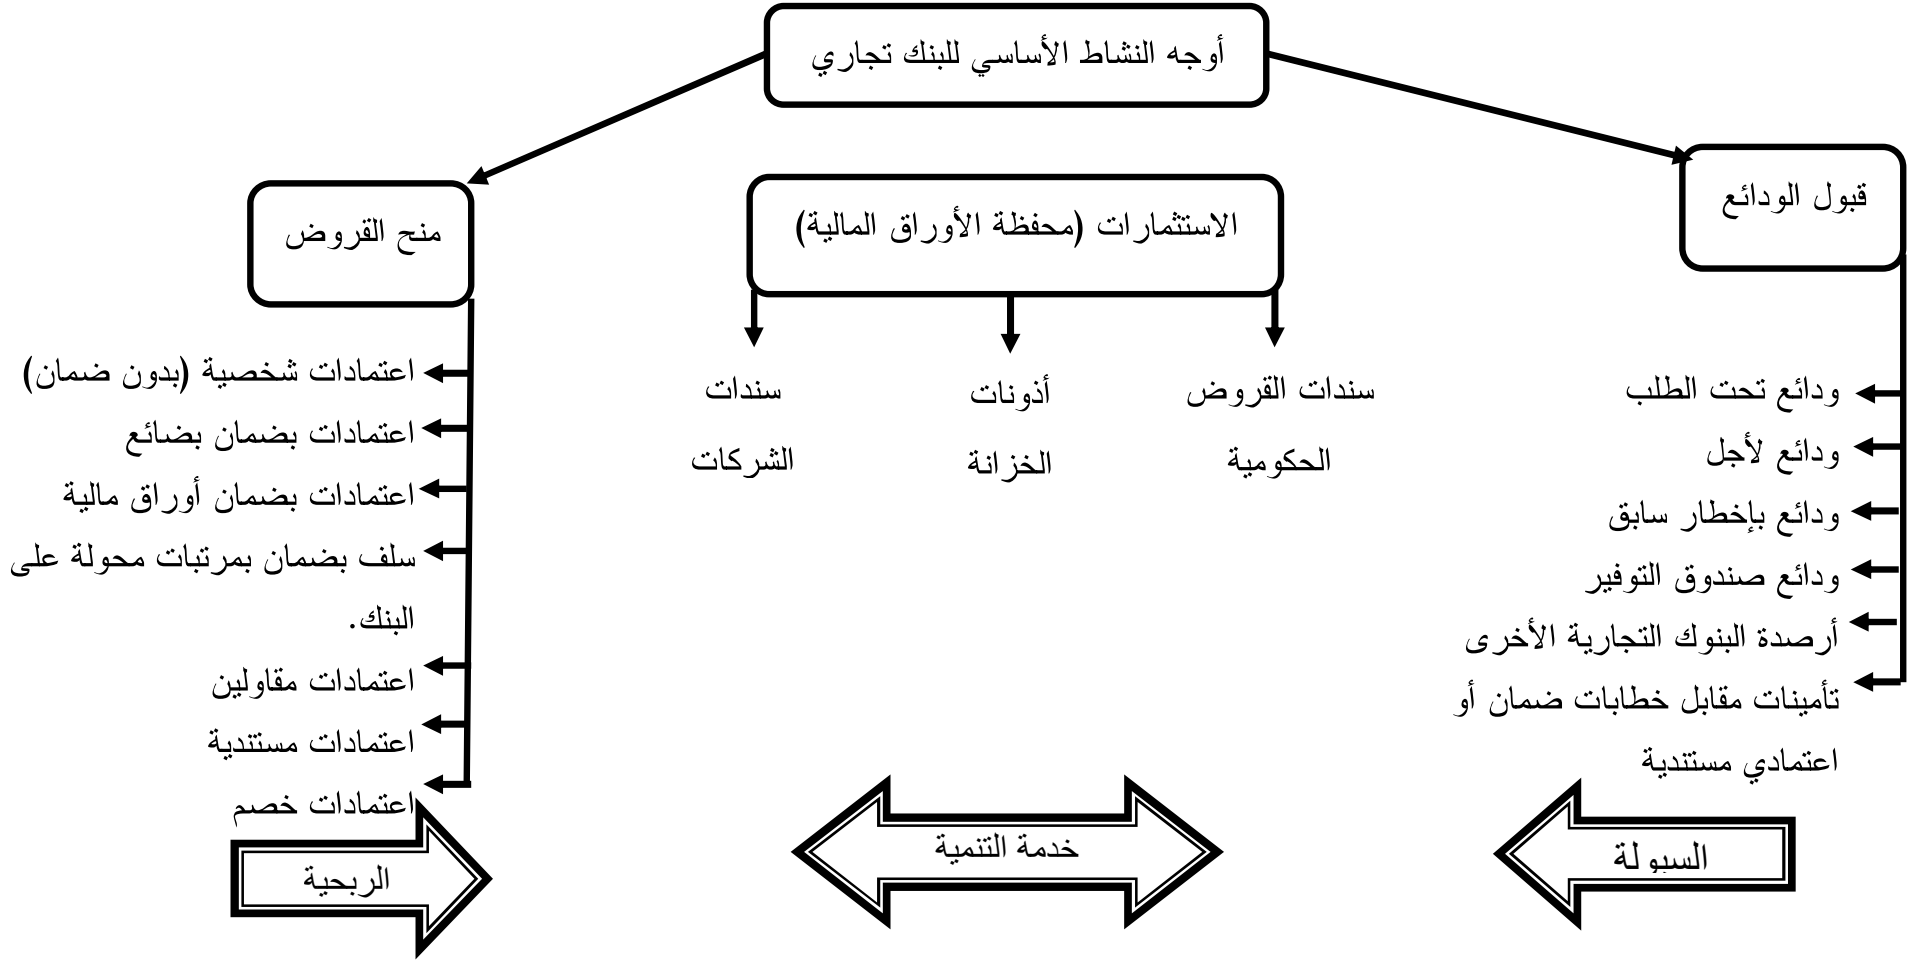 أوجه النشاط الأساسي للبنك تجاري
قبول الودائع
ودائع تحت الطلب
ودائع لأجل
ودائع بإخطار سابق
ودائع صندوق التوفير
أرصدة البنوك التجارية الأخرى
تأمينات مقابل خطابات ضمان أو
اعتمادي مستندية
الاستثمارات (محفظة الأوراق المالية)
سندات القروض
الحكومية
أذونات
الخزانة
سندات
الشركات
منح القروض
اعتمادات شخصية (بدون ضمان)
اعتمادات بضمان بضائع
اعتمادات بضمان أوراق مالية
سلف بضمان بمرتبات محولة على
البنك.
اعتمادات مقاولين
اعتمادات مستندية
اعتمادات خصم
السيولة
خدمة التنمية
الربحية